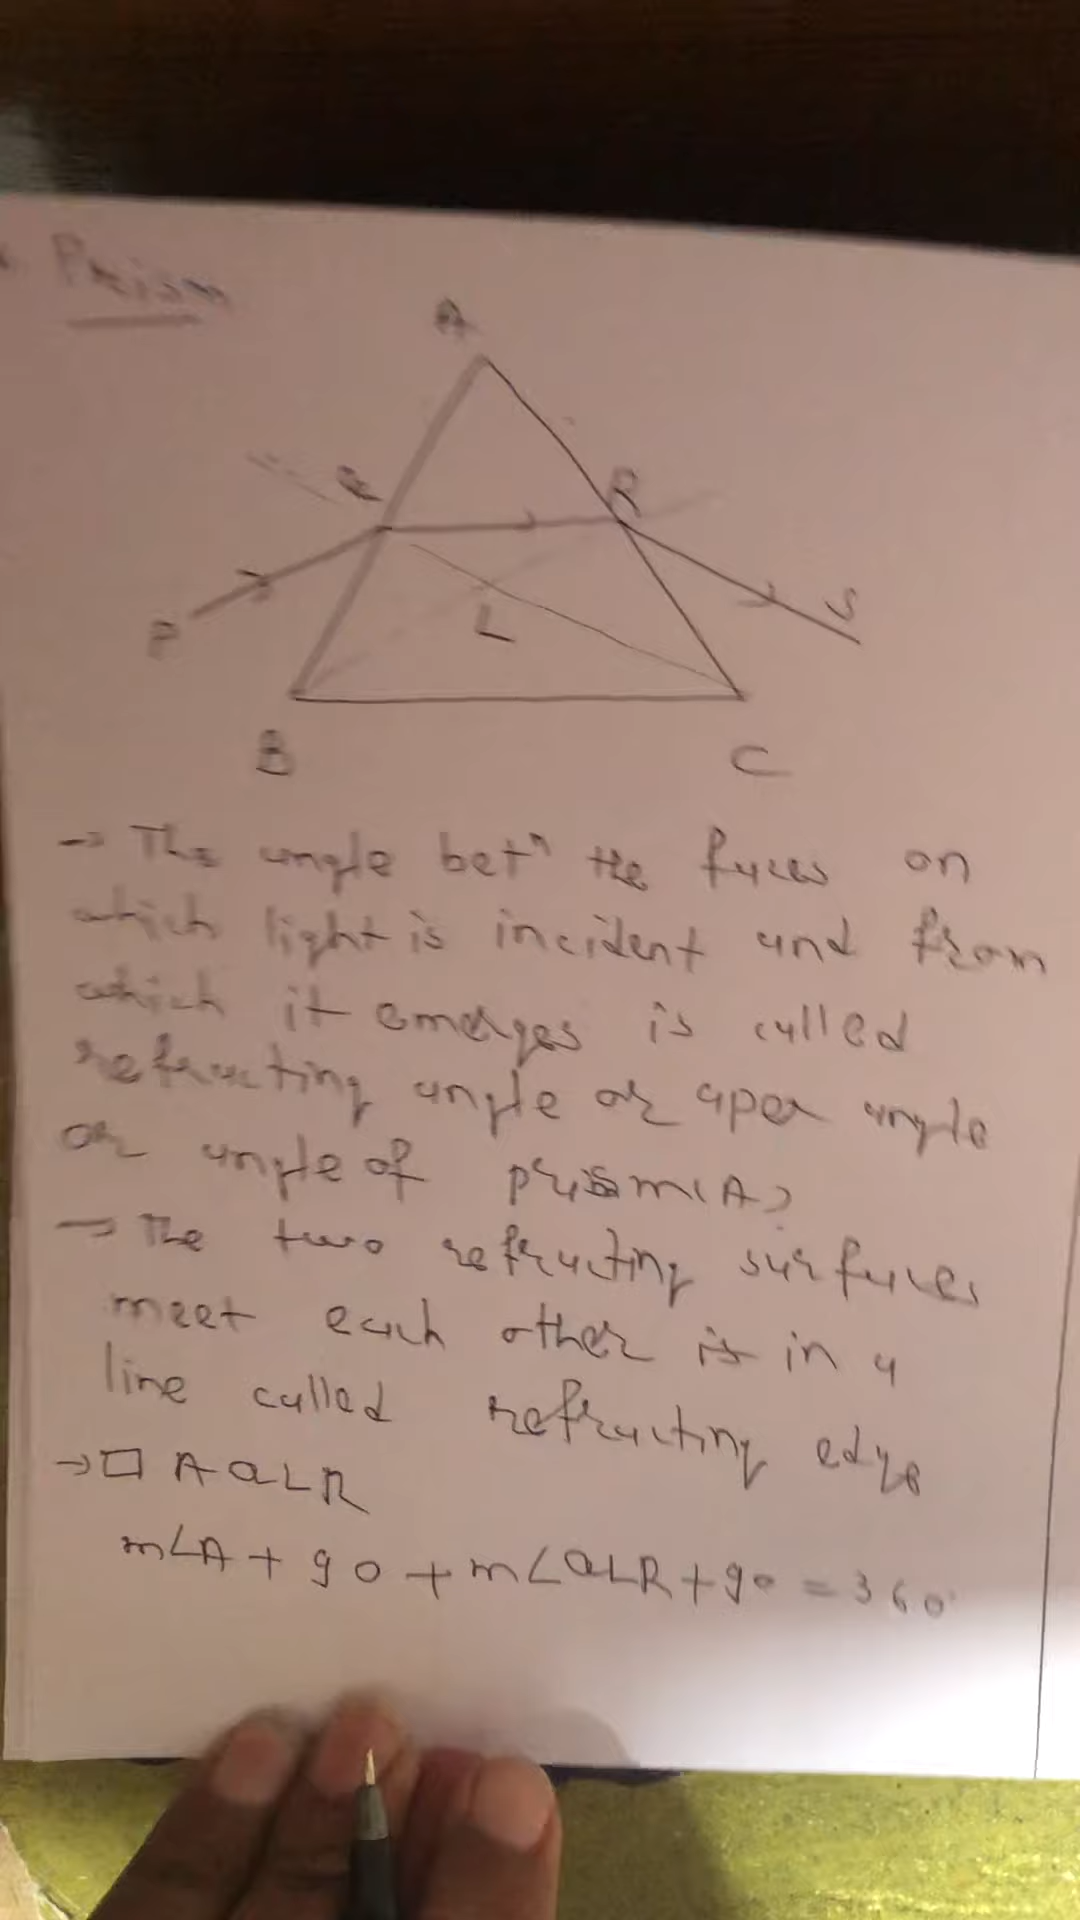 Prism
A
Q
R
P
S
L
B
C
→ The angle betⁿ the faces on
which light is incident and from
which it emerges is called
refracting angle or apex angle
or angle of prism(A)
→ The two refracting surfaces
meet each other is in a
line called refracting edge
→ □ AQLR
m∠A + 90 + m∠QLR + 90 = 360°